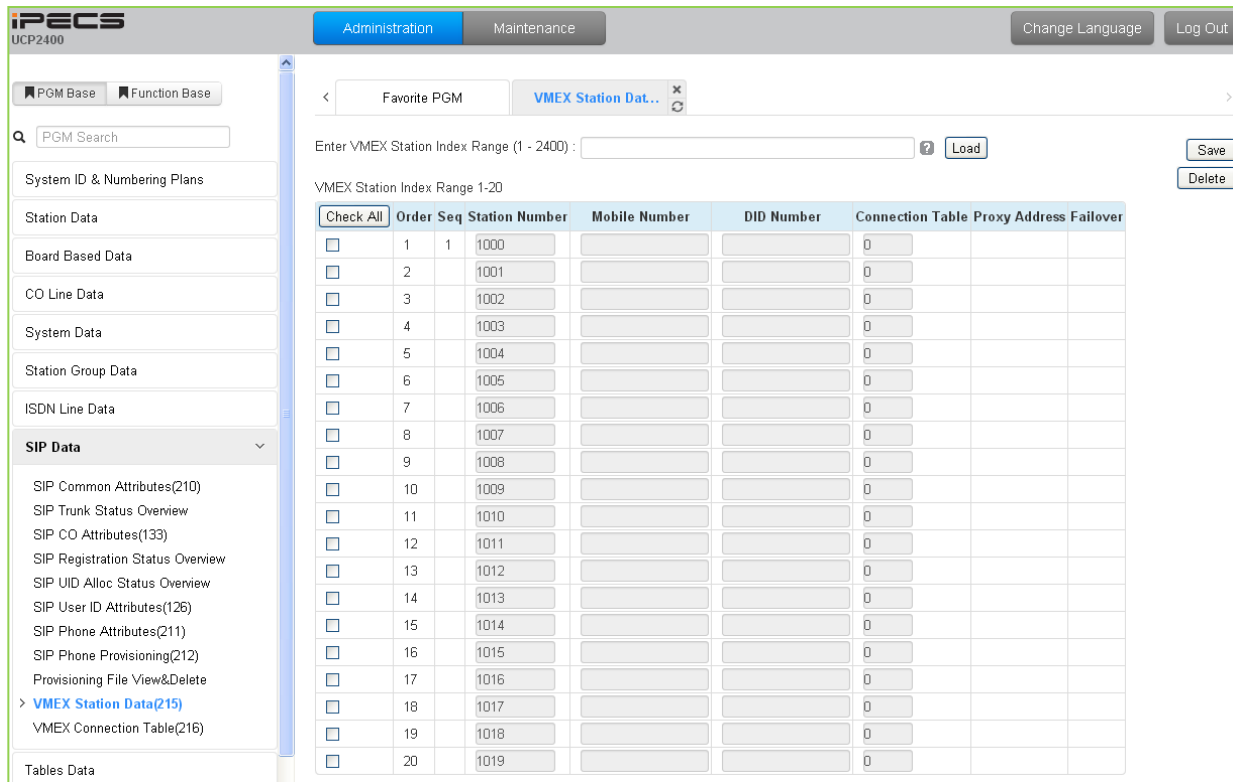 iPECS
UCP2400
Administration Maintenance Change Language Log Out
PGM Base Function Base
PGM Search
System ID & Numbering Plans
Station Data
Board Based Data
CO Line Data
System Data
Station Group Data
ISDN Line Data
SIP Data
SIP Common Attributes(210)
SIP Trunk Status Overview
SIP CO Attributes(133)
SIP Registration Status Overview
SIP UID Alloc Status Overview
SIP User ID Attributes(126)
SIP Phone Attributes(211)
SIP Phone Provisioning(212)
Provisioning File View&Delete
> VMEX Station Data(215)
VMEX Connection Table(216)
Tables Data
< Favorite PGM VMEX Station Dat... x >
Enter VMEX Station Index Range (1 - 2400) : ? Load Save
Delete
VMEX Station Index Range 1-20
Check All Order Seq Station Number Mobile Number DID Number Connection Table Proxy Address Failover
1 1 1000 0
2 1001 0
3 1002 0
4 1003 0
5 1004 0
6 1005 0
7 1006 0
8 1007 0
9 1008 0
10 1009 0
11 1010 0
12 1011 0
13 1012 0
14 1013 0
15 1014 0
16 1015 0
17 1016 0
18 1017 0
19 1018 0
20 1019 0